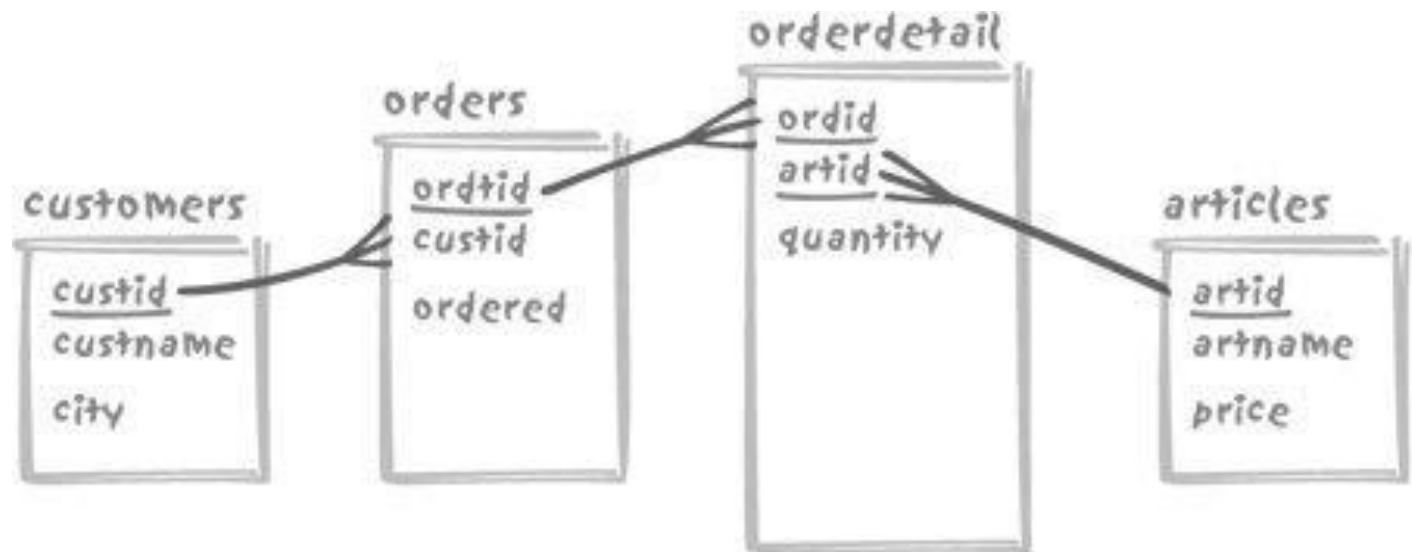 customers
custid
custname
city
orders
ordtid
custid
ordered
orderdetail
ordid
artid
quantity
articles
artid
artname
price